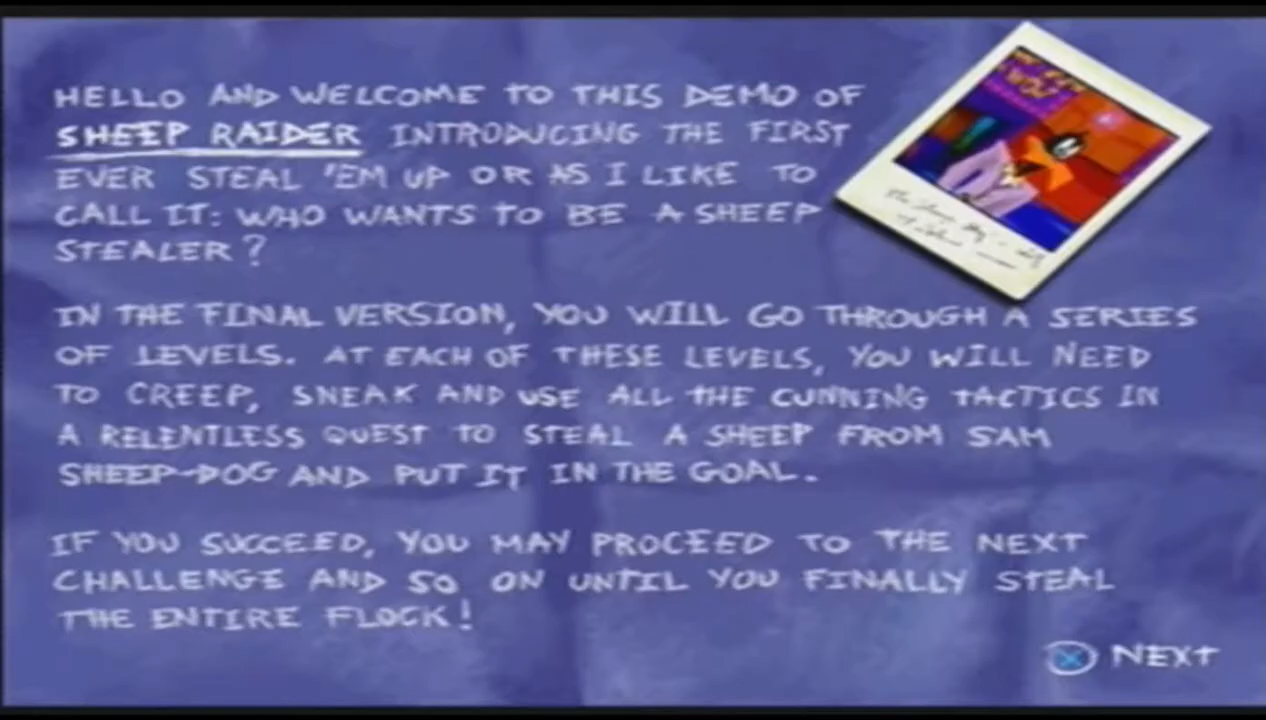 HELLO AND WELCOME TO THIS DEMO OF
SHEEP RAIDER INTRODUCING THE FIRST
EVER STEAL 'EM UP OR AS I LIKE TO
CALL IT: WHO WANTS TO BE A SHEEP
STEALER?
IN THE FINAL VERSION, YOU WILL GO THROUGH A SERIES
OF LEVELS. AT EACH OF THESE LEVELS, YOU WILL NEED
TO CREEP, SNEAK AND USE ALL THE CUNNING TACTICS IN
A RELENTLESS QUEST TO STEAL A SHEEP FROM SAM
SHEEP-DOG AND PUT IT IN THE GOAL.
IF YOU SUCCEED, YOU MAY PROCEED TO THE NEXT
CHALLENGE AND SO ON UNTIL YOU FINALLY STEAL
THE ENTIRE FLOCK!
NEXT